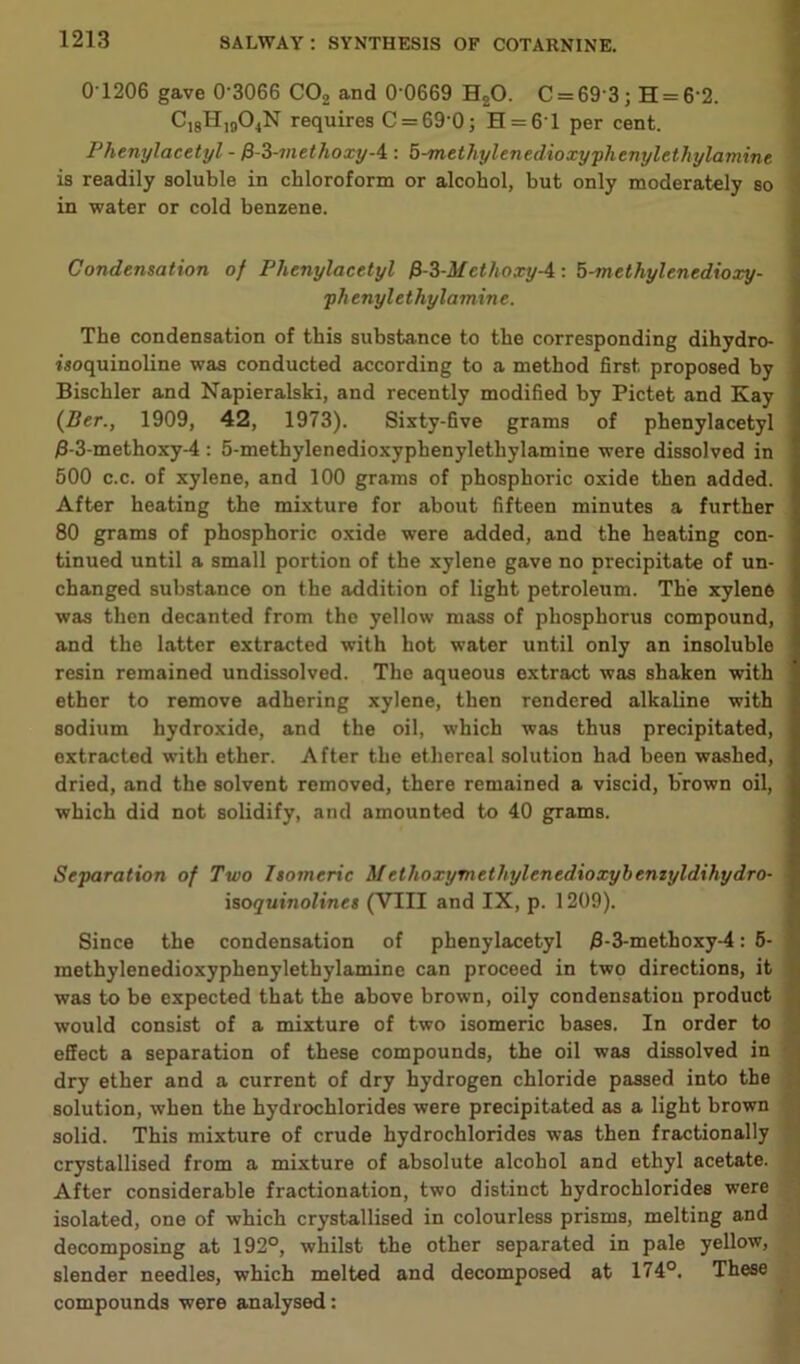 1213 SALWAY : SYNTHESIS OF COTARNINE.
0·1206 gave 0·3066 CO₂ and 0·0669 H₂O. C = 69·3; H = 6·2.
C₁₈H₁₉O₄N requires C = 69·0; H = 6·1 per cent.
Phenylacetyl - β-3-methoxy-4 : 5-methylenedioxyphenylethylamine
is readily soluble in chloroform or alcohol, but only moderately so
in water or cold benzene.
Condensation of Phenylacetyl β-3-Methoxy-4 : 5-methylenedioxy-
phenylethylamine.
The condensation of this substance to the corresponding dihydro-
isoquinoline was conducted according to a method first proposed by
Bischler and Napieralski, and recently modified by Pictet and Kay
(Ber., 1909, 42, 1973). Sixty-five grams of phenylacetyl
β-3-methoxy-4 : 5-methylenedioxyphenylethylamine were dissolved in
500 c.c. of xylene, and 100 grams of phosphoric oxide then added.
After heating the mixture for about fifteen minutes a further
80 grams of phosphoric oxide were added, and the heating con-
tinued until a small portion of the xylene gave no precipitate of un-
changed substance on the addition of light petroleum. The xylene
was then decanted from the yellow mass of phosphorus compound,
and the latter extracted with hot water until only an insoluble
resin remained undissolved. The aqueous extract was shaken with
ether to remove adhering xylene, then rendered alkaline with
sodium hydroxide, and the oil, which was thus precipitated,
extracted with ether. After the ethereal solution had been washed,
dried, and the solvent removed, there remained a viscid, brown oil,
which did not solidify, and amounted to 40 grams.
Separation of Two Isomeric Methoxymethylenedioxybenzyldihydro-
isoquinolines (VIII and IX, p. 1209).
Since the condensation of phenylacetyl β-3-methoxy-4 : 5-
methylenedioxyphenylethylamine can proceed in two directions, it
was to be expected that the above brown, oily condensation product
would consist of a mixture of two isomeric bases. In order to
effect a separation of these compounds, the oil was dissolved in
dry ether and a current of dry hydrogen chloride passed into the
solution, when the hydrochlorides were precipitated as a light brown
solid. This mixture of crude hydrochlorides was then fractionally
crystallised from a mixture of absolute alcohol and ethyl acetate.
After considerable fractionation, two distinct hydrochlorides were
isolated, one of which crystallised in colourless prisms, melting and
decomposing at 192°, whilst the other separated in pale yellow,
slender needles, which melted and decomposed at 174°. These
compounds were analysed :